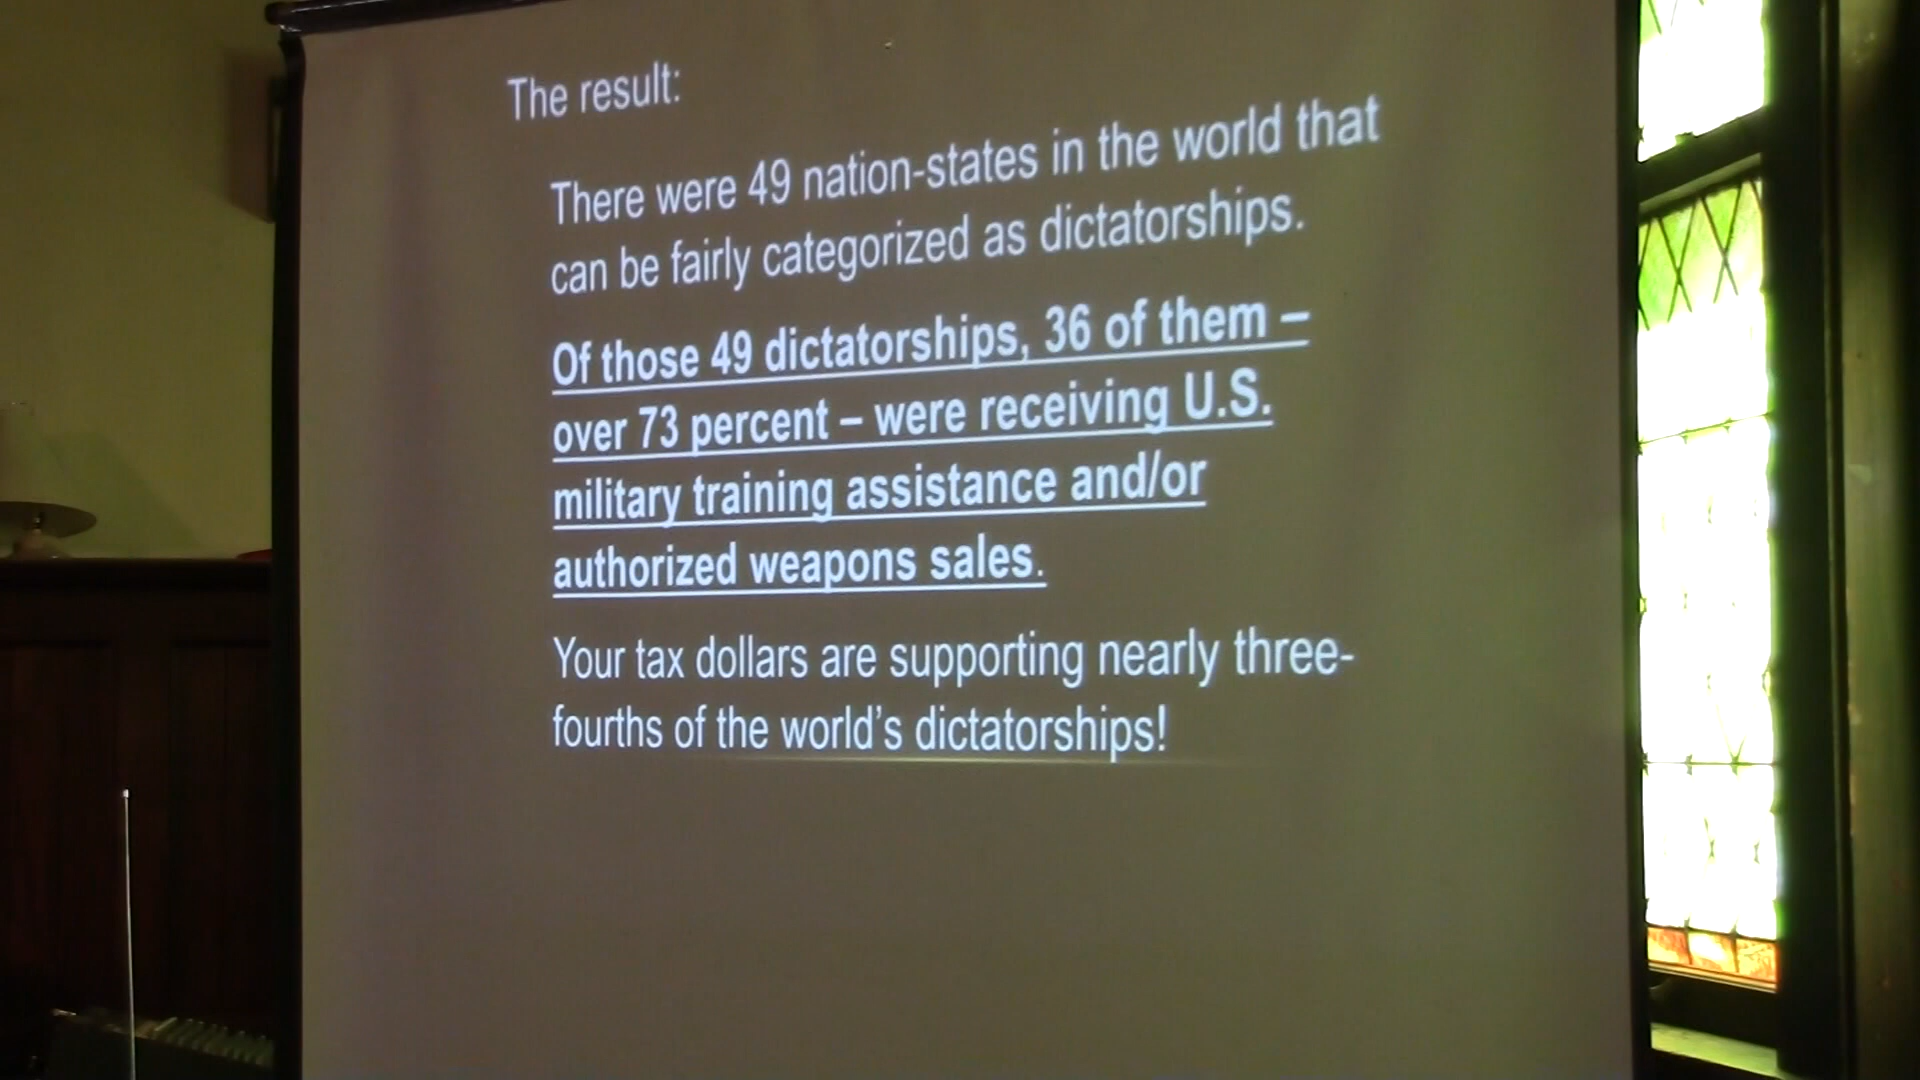 The result:
There were 49 nation-states in the world that
can be fairly categorized as dictatorships.
Of those 49 dictatorships, 36 of them –
over 73 percent – were receiving U.S.
military training assistance and/or
authorized weapons sales.
Your tax dollars are supporting nearly three-
fourths of the world’s dictatorships!